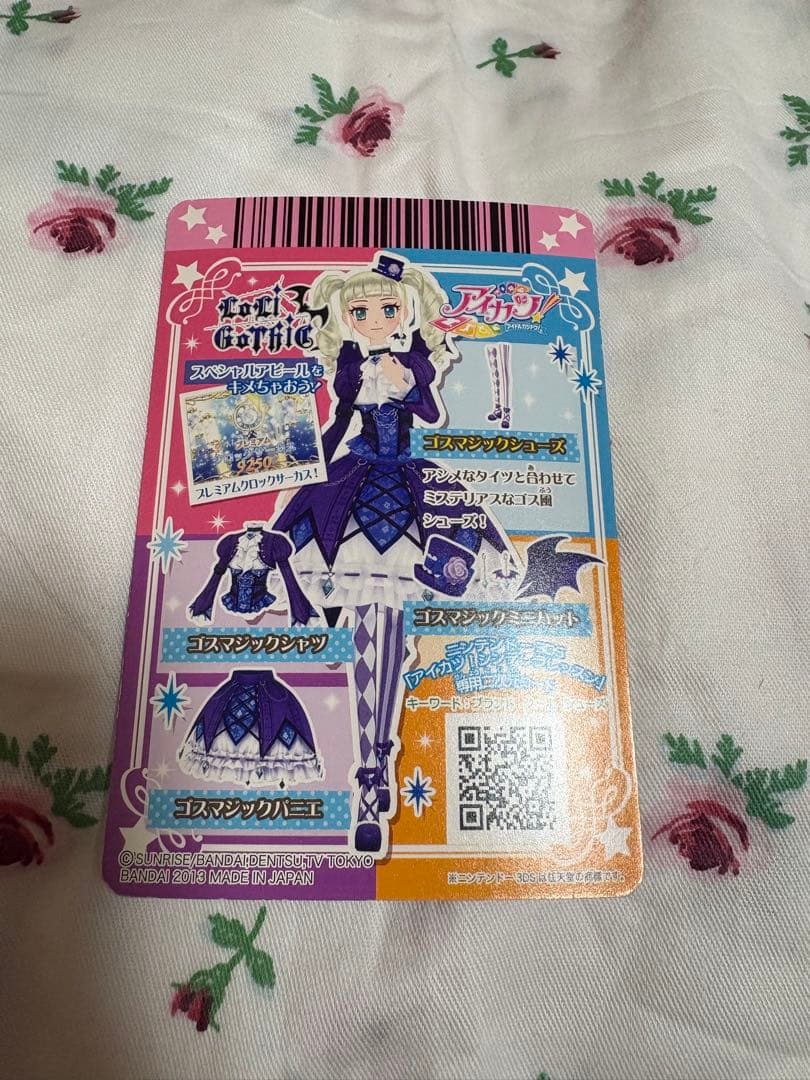 LoLi
GoTHiC
アイカツ!
アイドルカツドウ!
スペシャルアピールを
キメちゃおう!
プレミアム
9250
プレミアムクロックサーカス!
ゴスマジックシューズ
アシメなタイツと合わせて
ミステリアスなゴス風
シューズ!
ゴスマジックシャツ
ゴスマジックミニハット
ゴスマジックパニエ
ⒸSUNRISE/BANDAI,DENTSU,TV TOKYO
BANDAI 2013 MADE IN JAPAN
※ニンテンドー3DSは任天堂の商標です。